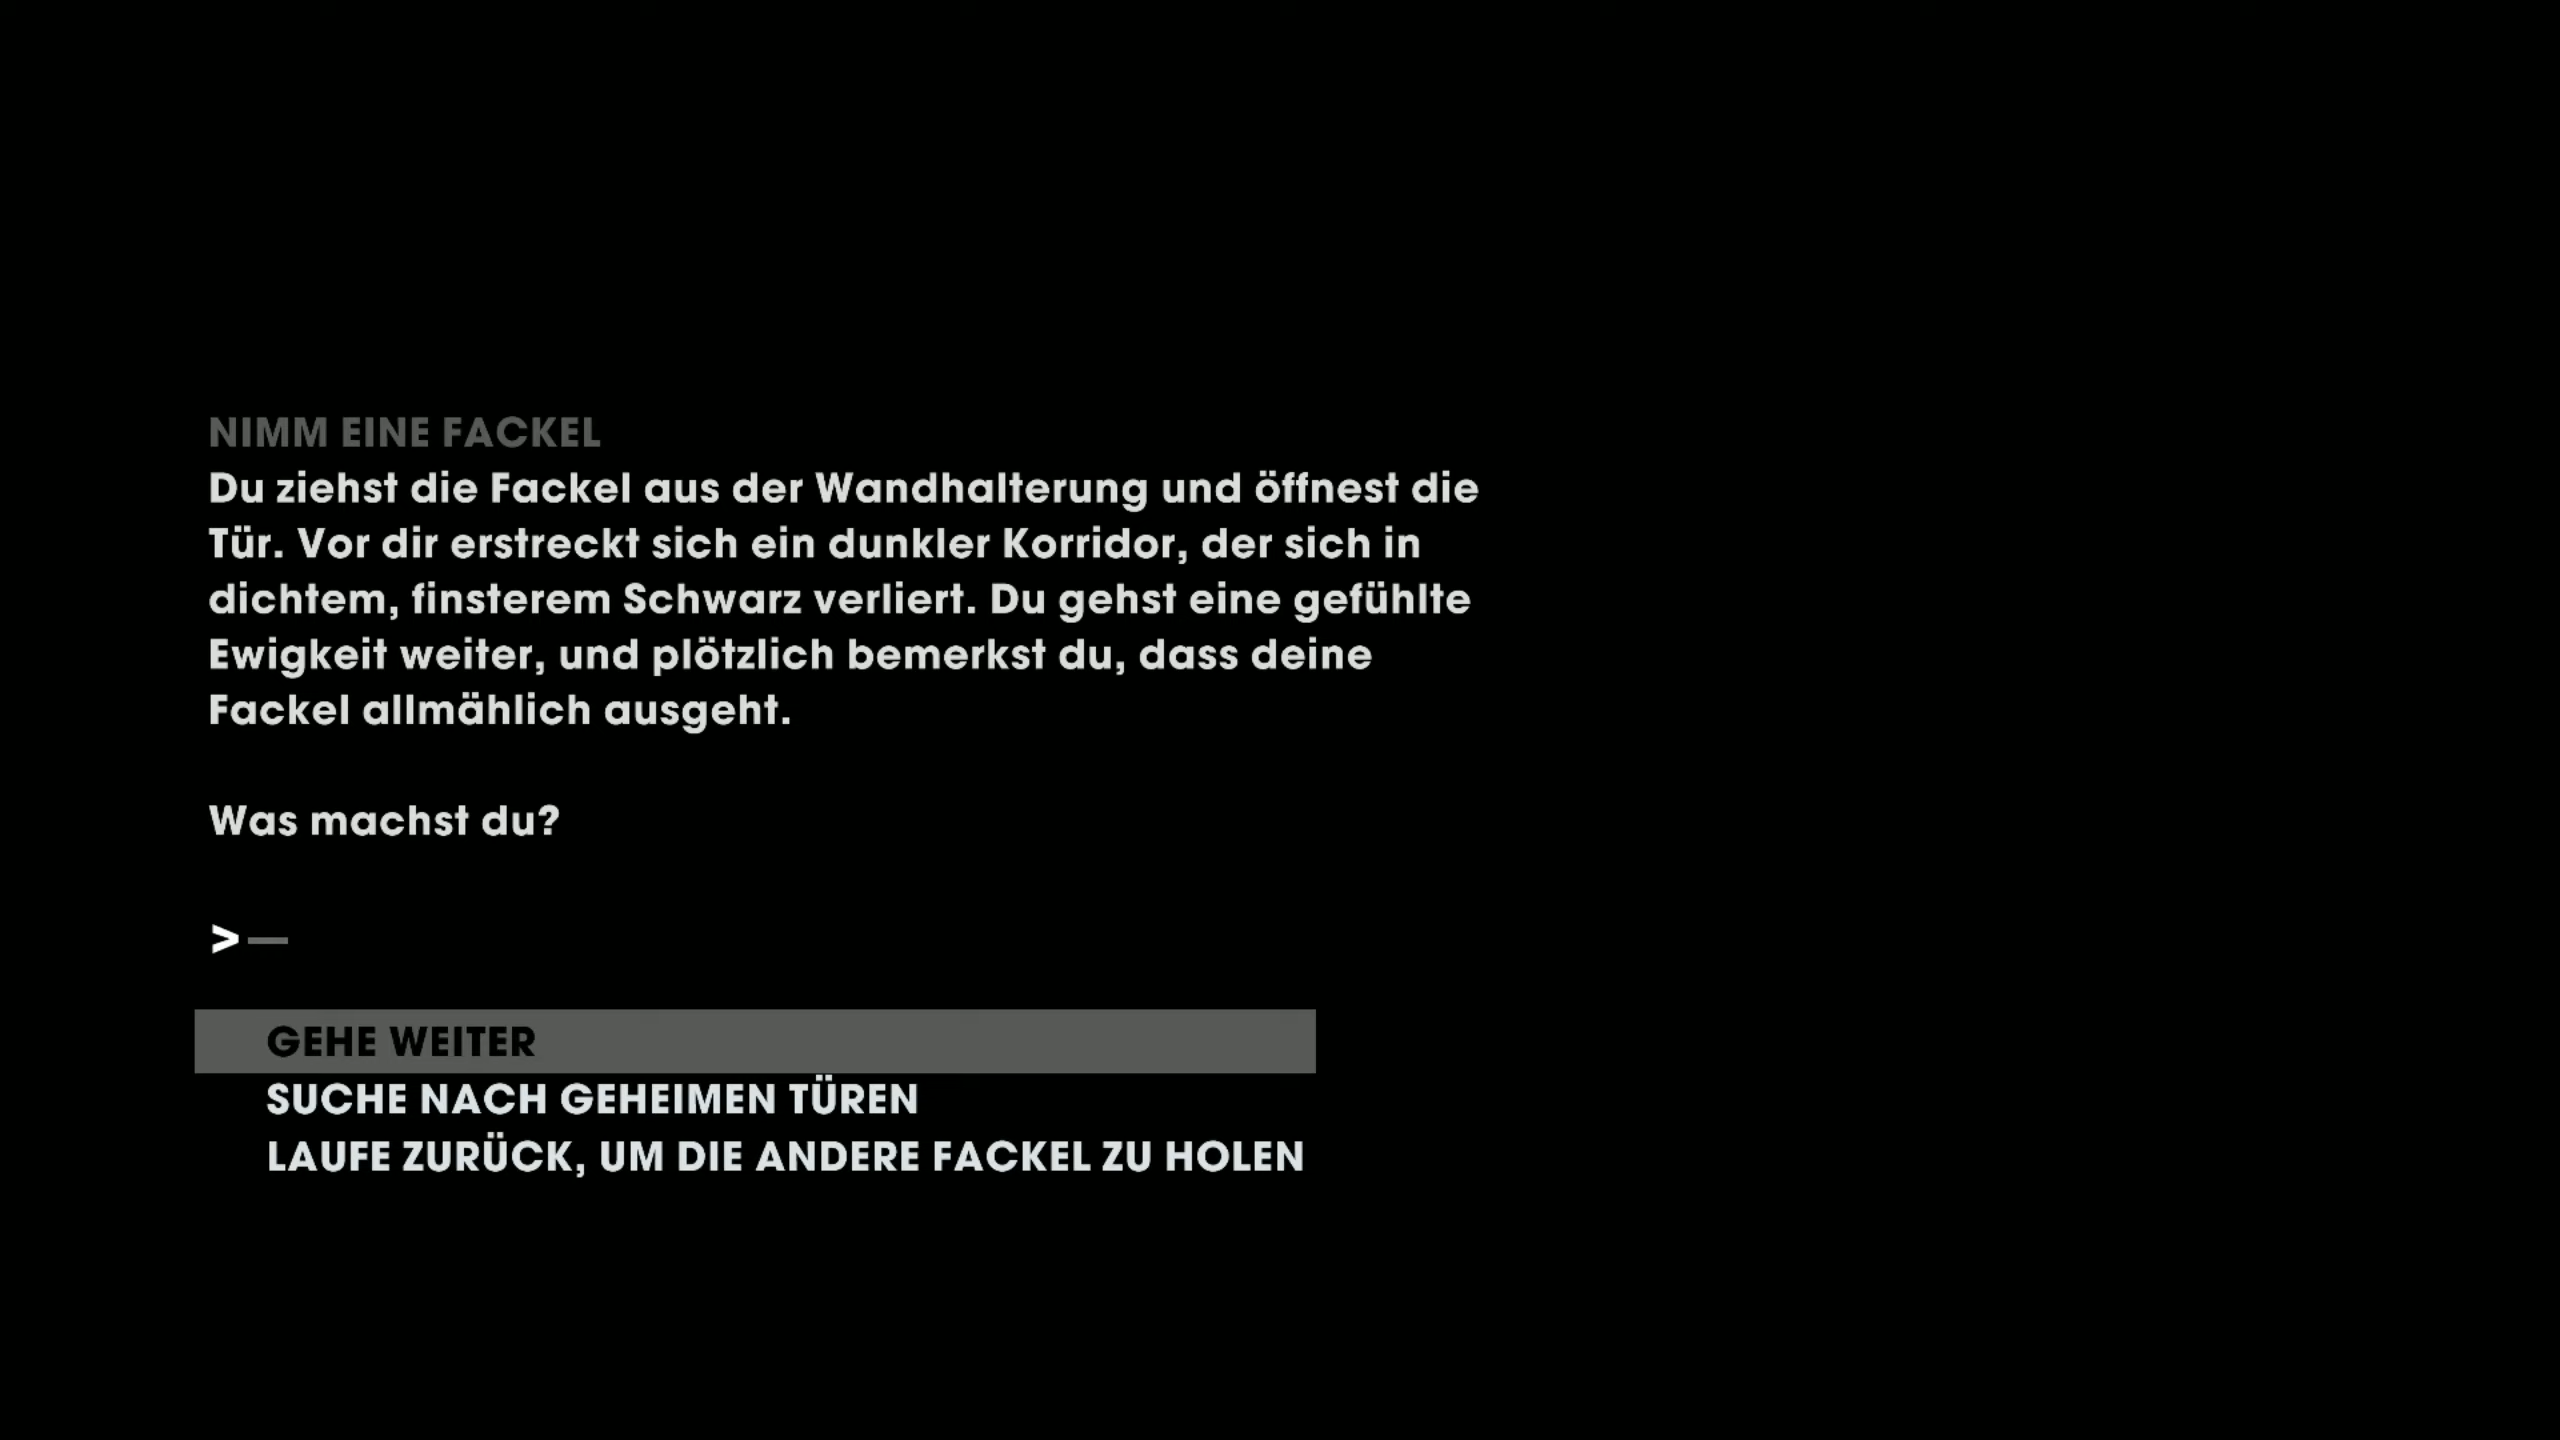 NIMM EINE FACKEL
Du ziehst die Fackel aus der Wandhalterung und öffnest die
Tür. Vor dir erstreckt sich ein dunkler Korridor, der sich in
dichtem, finsterem Schwarz verliert. Du gehst eine gefühlte
Ewigkeit weiter, und plötzlich bemerkst du, dass deine
Fackel allmählich ausgeht.
Was machst du?
>—
GEHE WEITER
SUCHE NACH GEHEIMEN TÜREN
LAUFE ZURÜCK, UM DIE ANDERE FACKEL ZU HOLEN